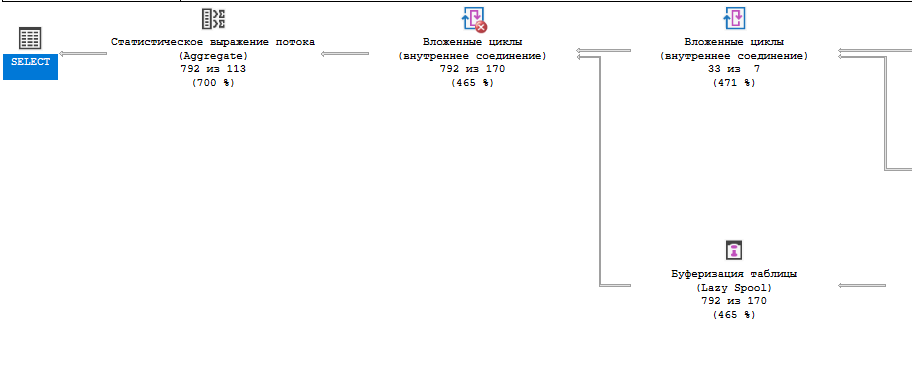 SELECT
Статистическое выражение потока
(Aggregate)
792 из 113
(700 %)
Вложенные циклы
(внутреннее соединение)
792 из 170
(465 %)
Вложенные циклы
(внутреннее соединение)
33 из 7
(471 %)
Буферизация таблицы
(Lazy Spool)
792 из 170
(465 %)